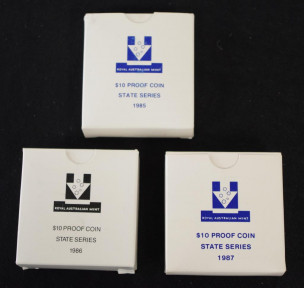 ROYAL AUSTRALIAN MINT
$10 PROOF COIN
STATE SERIES
1985
ROYAL AUSTRALIAN MINT
$10 PROOF COIN
STATE SERIES
1986
ROYAL AUSTRALIAN MINT
$10 PROOF COIN
STATE SERIES
1987